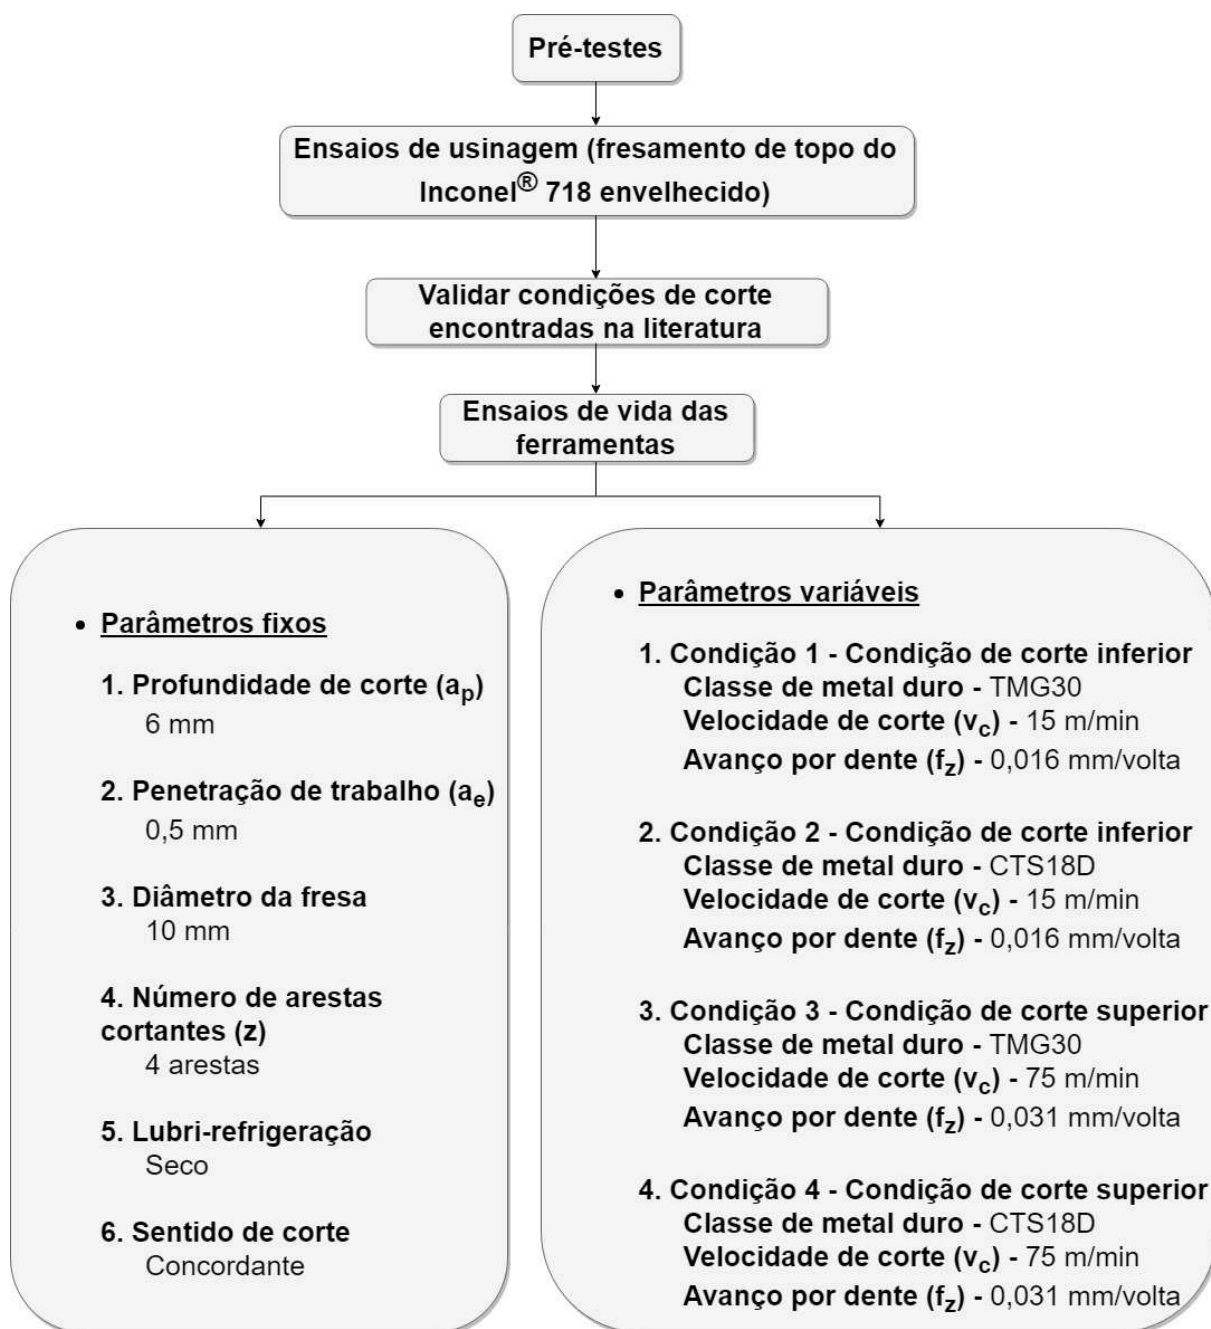 Pré-testes
Ensaios de usinagem (fresamento de topo do
Inconel® 718 envelhecido)
Validar condições de corte
encontradas na literatura
Ensaios de vida das
ferramentas
• Parâmetros fixos
1. Profundidade de corte (ap)
6 mm
2. Penetração de trabalho (ae)
0,5 mm
3. Diâmetro da fresa
10 mm
4. Número de arestas
cortantes (z)
4 arestas
5. Lubri-refrigeração
Seco
6. Sentido de corte
Concordante
• Parâmetros variáveis
1. Condição 1 - Condição de corte inferior
Classe de metal duro - TMG30
Velocidade de corte (vc) - 15 m/min
Avanço por dente (fz) - 0,016 mm/volta
2. Condição 2 - Condição de corte inferior
Classe de metal duro - CTS18D
Velocidade de corte (vc) - 15 m/min
Avanço por dente (fz) - 0,016 mm/volta
3. Condição 3 - Condição de corte superior
Classe de metal duro - TMG30
Velocidade de corte (vc) - 75 m/min
Avanço por dente (fz) - 0,031 mm/volta
4. Condição 4 - Condição de corte superior
Classe de metal duro - CTS18D
Velocidade de corte (vc) - 75 m/min
Avanço por dente (fz) - 0,031 mm/volta